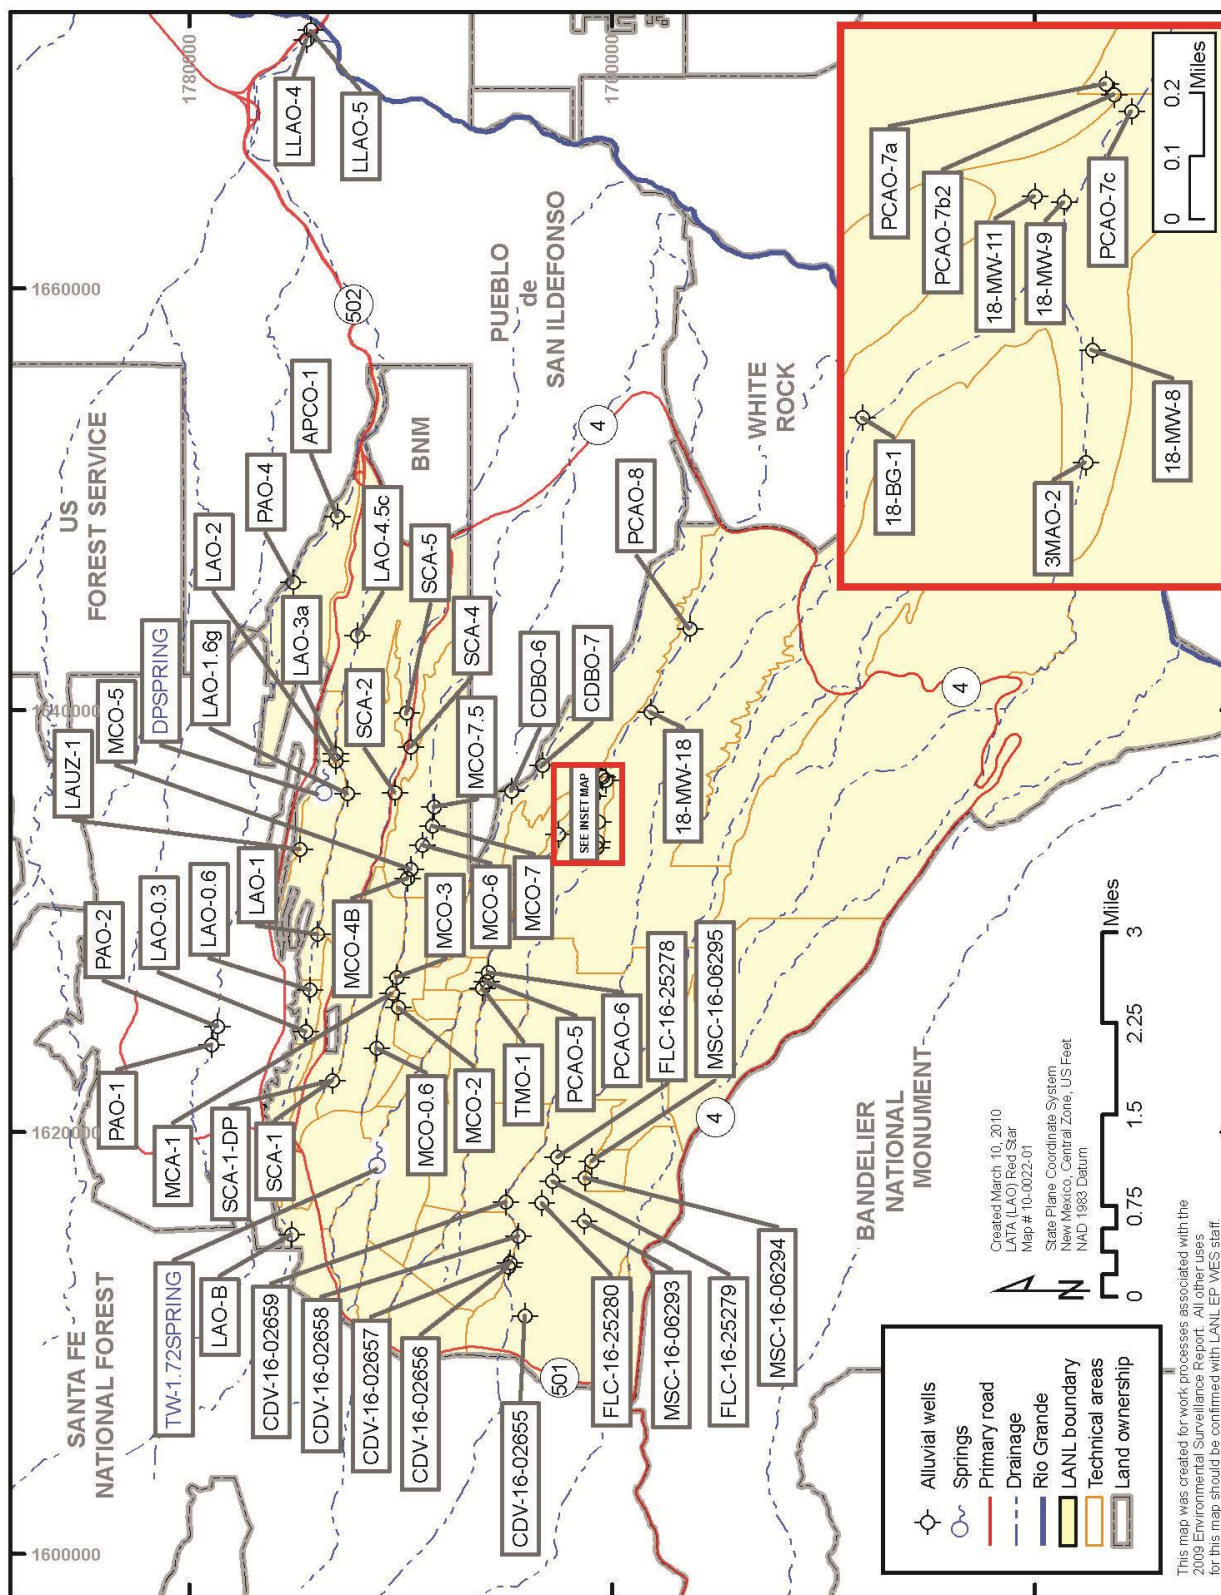 1600000
1620000
1640000
1660000
1780000
SANTA FE
NATIONAL FOREST
US
FOREST SERVICE
TW-1.72SPRING
LAO-B
CDV-16-02659
CDV-16-02658
CDV-16-02657
CDV-16-02656
CDV-16-02655
501
PAO-1
MCA-1
SCA-1-DP
SCA-1
PAO-2
LAO-0.3
LAO-0.6
LAO-1
LAUZ-1
MCO-5
DPSPRING
LAO-1.6g
LAO-3a
LAO-2
PAO-4
APCO-1
SCA-2
LAO-4.5c
SCA-5
SCA-4
MCO-7.5
BNM
502
LLAO-4
LLAO-5
PUEBLO
de
SAN ILDEFONSO
4
MCO-4B
MCO-3
MCO-6
MCO-7
MCO-0.6
MCO-2
TMO-1
PCAO-5
PCAO-6
FLC-16-25278
MSC-16-06295
CDBO-6
CDBO-7
SEE INSET MAP
PCAO-8
18-MW-18
WHITE
ROCK
FLC-16-25280
MSC-16-06293
FLC-16-25279
MSC-16-06294
4
4
BANDELIER
NATIONAL
MONUMENT
18-BG-1
3MAO-2
18-MW-8
PCAO-7a
PCAO-7b2
18-MW-11
18-MW-9
PCAO-7c
0 0.1 0.2
Miles
Alluvial wells
Springs
Primary road
Drainage
Rio Grande
LANL boundary
Technical areas
Land ownership
Created March 10, 2010
LATA (LAO) Red Star
Map # 10-0022-01
State Plane Coordinate System
New Mexico, Central Zone, US Feet
NAD 1983 Datum
N
0 0.75 1.5 2.25 3
Miles
This map was created for work processes associated with the
2009 Environmental Surveillance Report. All other uses
for this map should be confirmed with LANL EP WES staff.